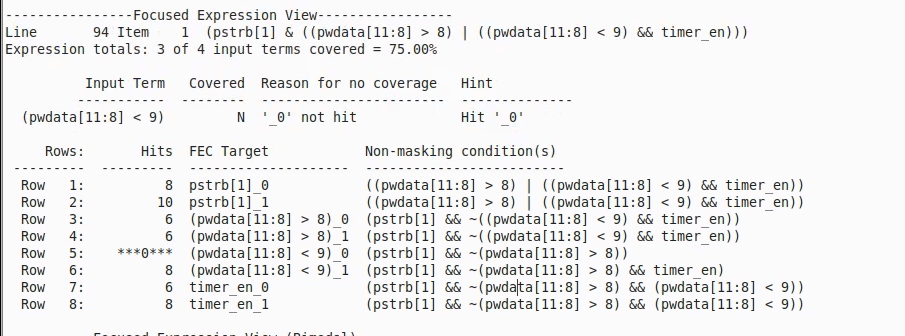 ----------------Focused Expression View-----------------
Line       94 Item    1  (pstrb[1] & ((pwdata[11:8] > 8) | ((pwdata[11:8] < 9) && timer_en)))
Expression totals: 3 of 4 input terms covered = 75.00%
          Input Term   Covered  Reason for no coverage   Hint
         -----------  --------  -----------------------  --------------
  (pwdata[11:8] < 9)         N  '_0' not hit             Hit '_0'
     Rows:       Hits  FEC Target            Non-masking condition(s)
 ---------  ---------  --------------------  -------------------------
  Row   1:          8  pstrb[1]_0            ((pwdata[11:8] > 8) | ((pwdata[11:8] < 9) && timer_en))
  Row   2:         10  pstrb[1]_1            ((pwdata[11:8] > 8) | ((pwdata[11:8] < 9) && timer_en))
  Row   3:          6  (pwdata[11:8] > 8)_0  (pstrb[1] && ~((pwdata[11:8] < 9) && timer_en))
  Row   4:          6  (pwdata[11:8] > 8)_1  (pstrb[1] && ~((pwdata[11:8] < 9) && timer_en))
  Row   5:    ***0***  (pwdata[11:8] < 9)_0  (pstrb[1] && ~(pwdata[11:8] > 8))
  Row   6:          8  (pwdata[11:8] < 9)_1  (pstrb[1] && ~(pwdata[11:8] > 8) && timer_en)
  Row   7:          6  timer_en_0            (pstrb[1] && ~(pwdata[11:8] > 8) && (pwdata[11:8] < 9))
  Row   8:          8  timer_en_1            (pstrb[1] && ~(pwdata[11:8] > 8) && (pwdata[11:8] < 9))